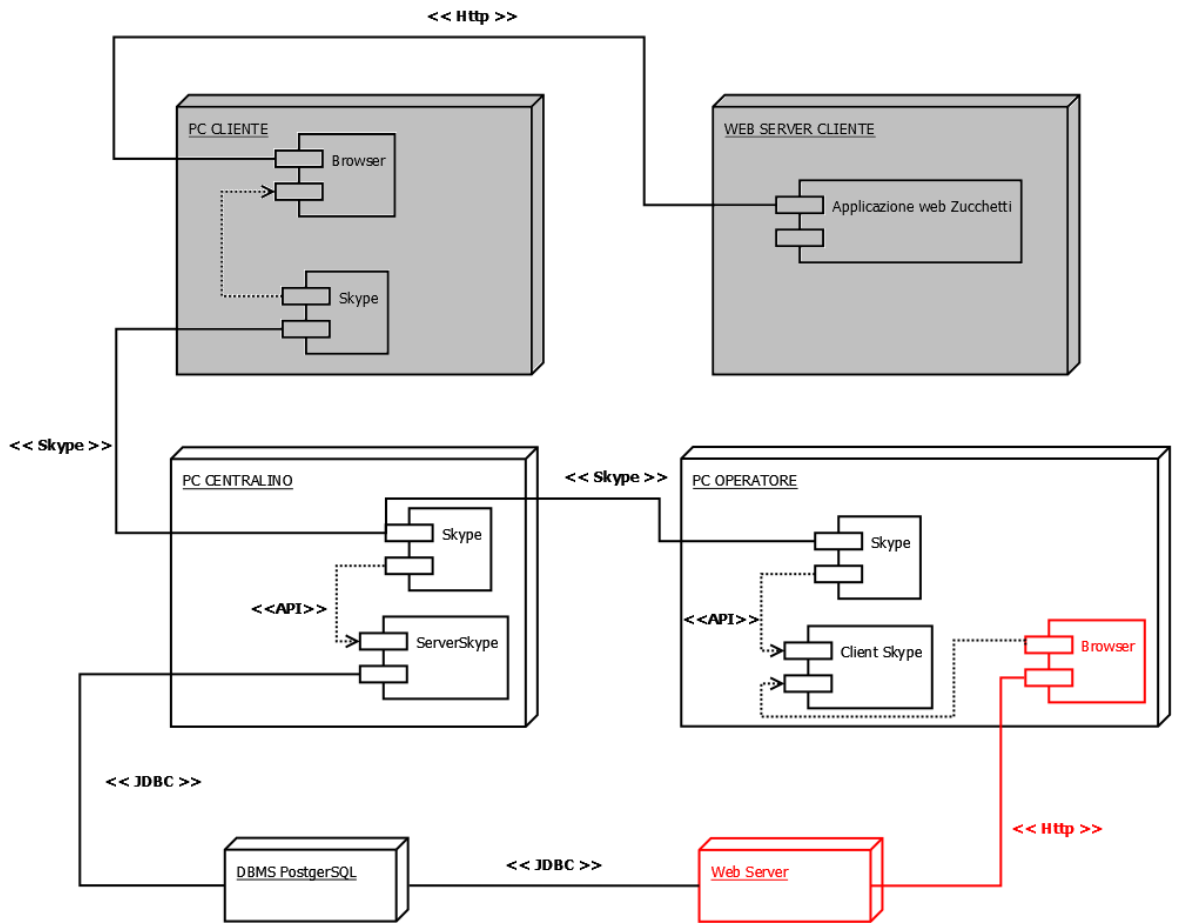 << Http >>
PC CLIENTE
WEB SERVER CLIENTE
Browser
Applicazione web Zucchetti
Skype
<< Skype >>
PC CENTRALINO
<< Skype >>
PC OPERATORE
Skype
Skype
<<API>>
<<API>>
ServerSkype
Client Skype
Browser
<< JDBC >>
<< Http >>
<< JDBC >>
DBMS PostgerSQL
Web Server